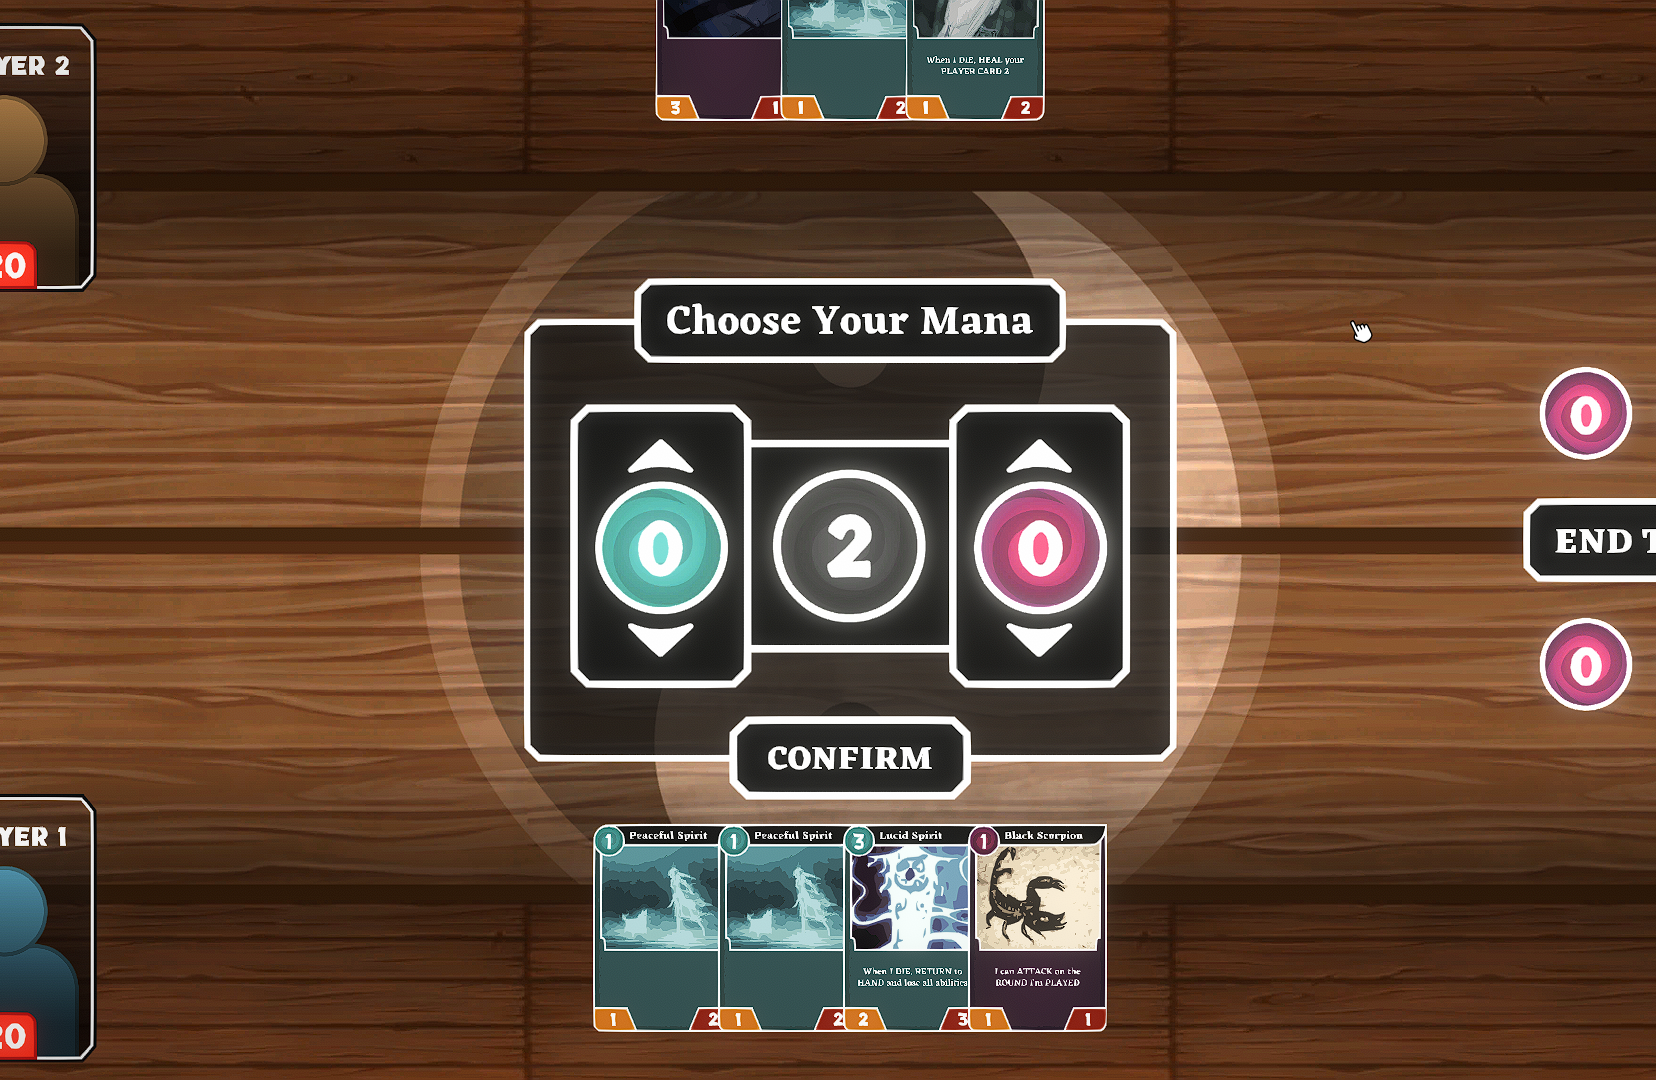 YER 2
20
When I DIE, HEAL your
PLAYER CARD 2
3
1
1
2
1
2
Choose Your Mana
0
2
0
CONFIRM
0
END T
0
YER 1
20
1
Peaceful Spirit
1
Peaceful Spirit
3
Lucid Spirit
1
Black Scorpion
When I DIE, RETURN to
HAND and lose all abilities
I can ATTACK on the
ROUND I'm PLAYED
1
2
1
2
2
3
1
1